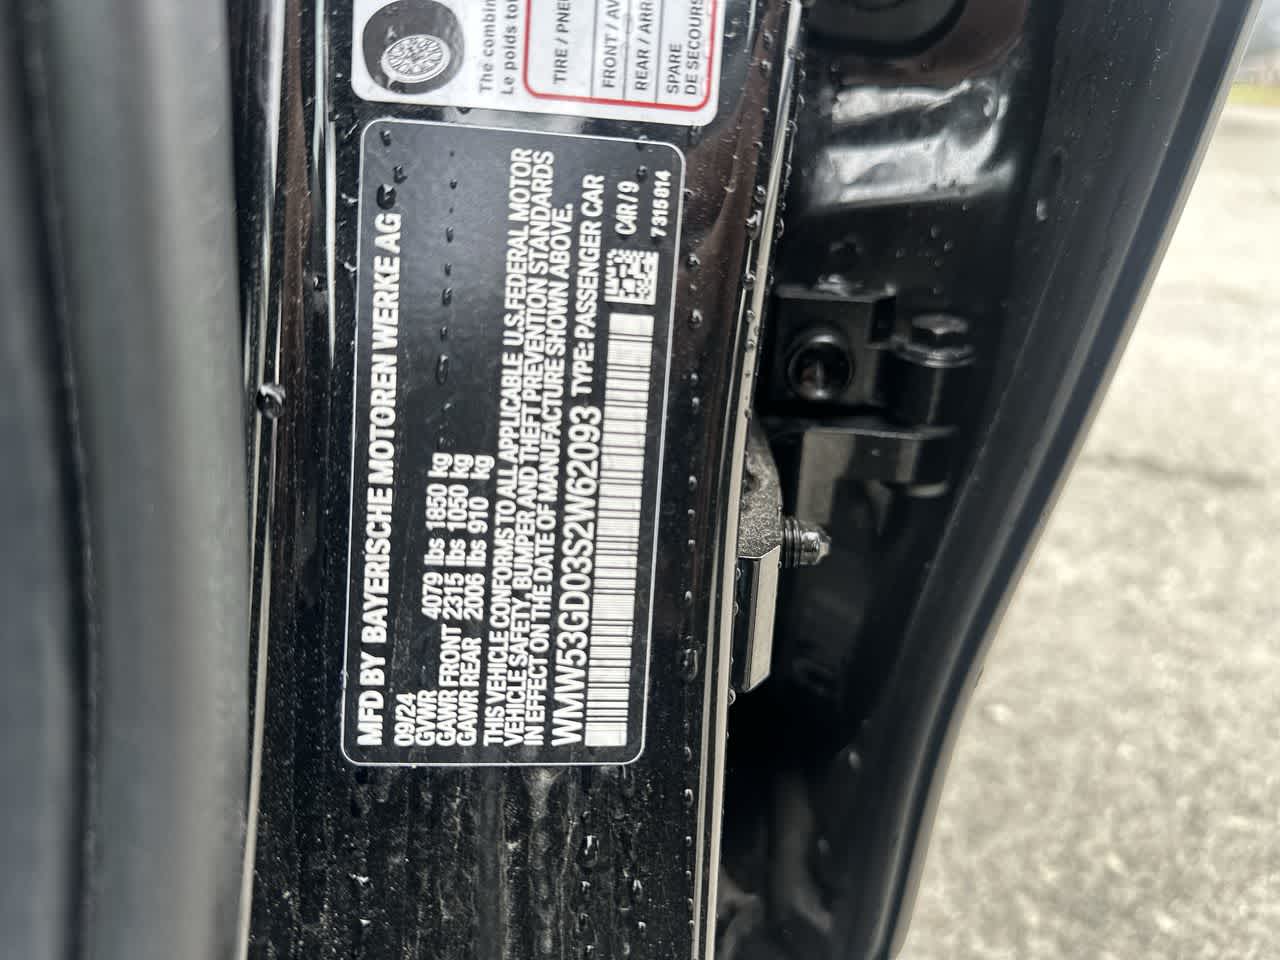 The combin
Le poids tot
TIRE / PNE
FRONT / AV
REAR / ARR
SPARE
DE SECOURS
MFD BY BAYERISCHE MOTOREN WERKE AG
09/24
GVWR 4079 lbs 1850 kg
GAWR FRONT 2315 lbs 1050 kg
GAWR REAR 2006 lbs 910 kg
THIS VEHICLE CONFORMS TO ALL APPLICABLE U.S.FEDERAL MOTOR
VEHICLE SAFETY, BUMPER AND THEFT PREVENTION STANDARDS
IN EFFECT ON THE DATE OF MANUFACTURE SHOWN ABOVE.
WMW53GD03S2W62093 TYPE: PASSENGER CAR
C4R / 9
7 315 814